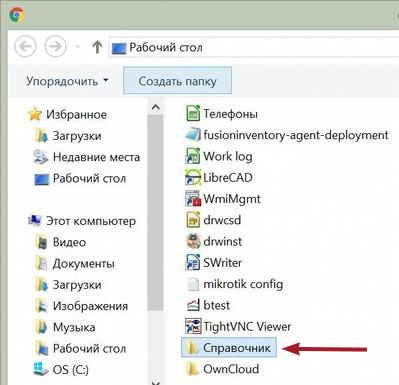 Рабочий стол
Упорядочить
Создать папку
Избранное
Загрузки
Недавние места
Рабочий стол
Этот компьютер
Видео
Документы
Загрузки
Изображения
Музыка
Рабочий стол
OS (C:)
Телефоны
fusioninventory-agent-deployment
Work log
LibreCAD
WmiMgmt
drwcsd
drwinst
SWriter
mikrotik config
btest
TightVNC Viewer
Справочник
OwnCloud